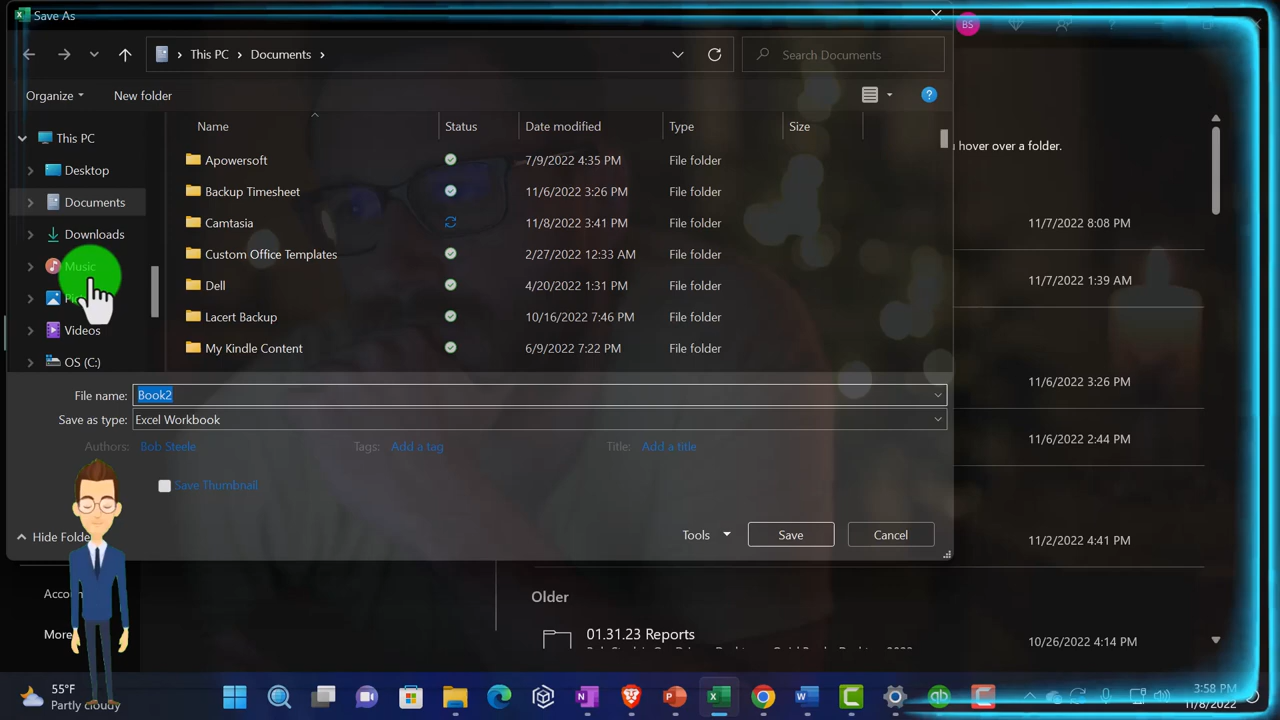 Save As
BS
This PC
Documents
Search Documents
Organize
New folder
Name
Status
Date modified
Type
Size
This PC
Desktop
Documents
Downloads
Music
Videos
OS (C:)
Apowersoft
7/9/2022 4:35 PM
File folder
Backup Timesheet
11/6/2022 3:26 PM
File folder
Camtasia
11/8/2022 3:41 PM
File folder
Custom Office Templates
2/27/2022 12:33 AM
File folder
Dell
4/20/2022 1:31 PM
File folder
Lacert Backup
10/16/2022 7:46 PM
File folder
My Kindle Content
6/9/2022 7:22 PM
File folder
hover over a folder.
11/7/2022 8:08 PM
11/7/2022 1:39 AM
11/6/2022 3:26 PM
11/6/2022 2:44 PM
11/2/2022 4:41 PM
File name:
Book2
Save as type:
Excel Workbook
Authors:
Bob Steele
Tags:
Add a tag
Title:
Add a title
Save Thumbnail
Hide Folde
Tools
Save
Cancel
Accou
More
Older
01.31.23 Reports
10/26/2022 4:14 PM
55°F
Partly cloudy
3:58 PM
11/8/2022